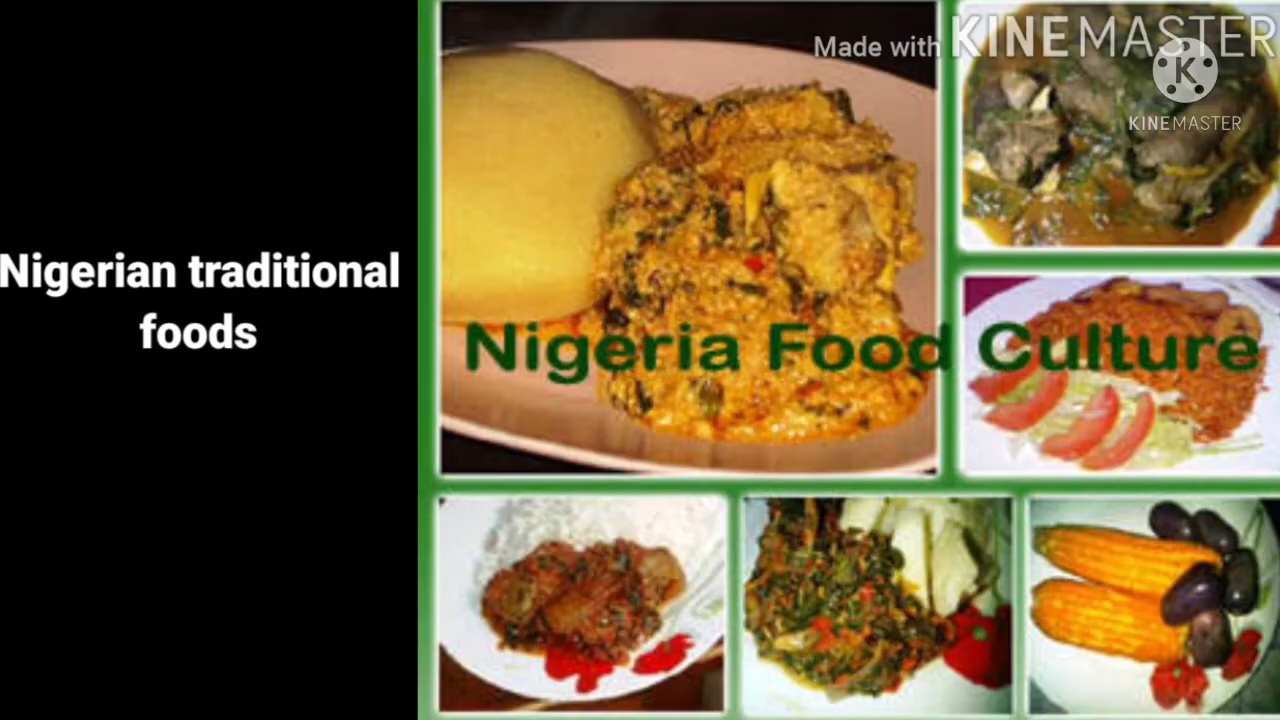 Made with KINEMASTER
K
KINEMASTER
Nigerian traditional
foods
Nigeria Food Culture